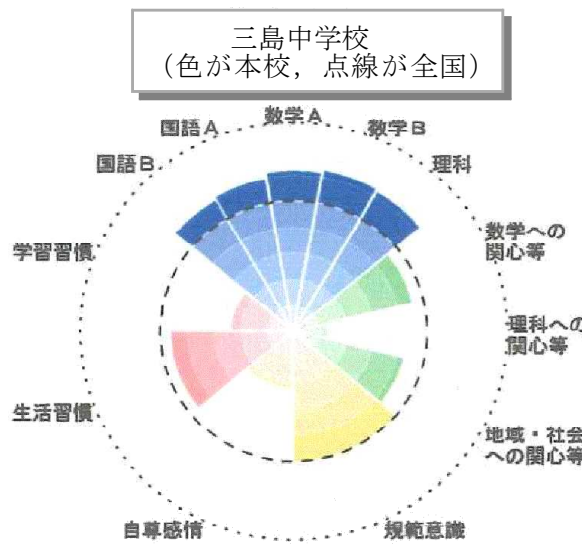 三島中学校
（色が本校，点線が全国）
数学A
国語A
数学B
国語B
理科
学習習慣
数学への
関心等
理科への
関心等
生活習慣
地域・社会
への関心等
自尊感情
規範意識